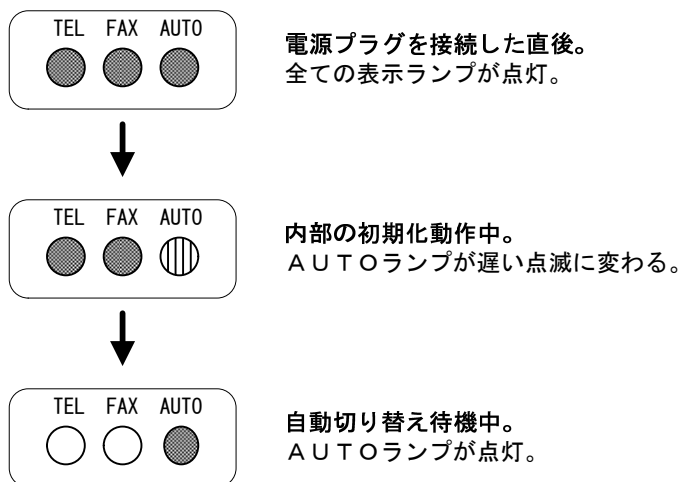 TEL FAX AUTO
電源プラグを接続した直後。
全ての表示ランプが点灯。
TEL FAX AUTO
内部の初期化動作中。
ＡＵＴＯランプが遅い点滅に変わる。
TEL FAX AUTO
自動切り替え待機中。
ＡＵＴＯランプが点灯。